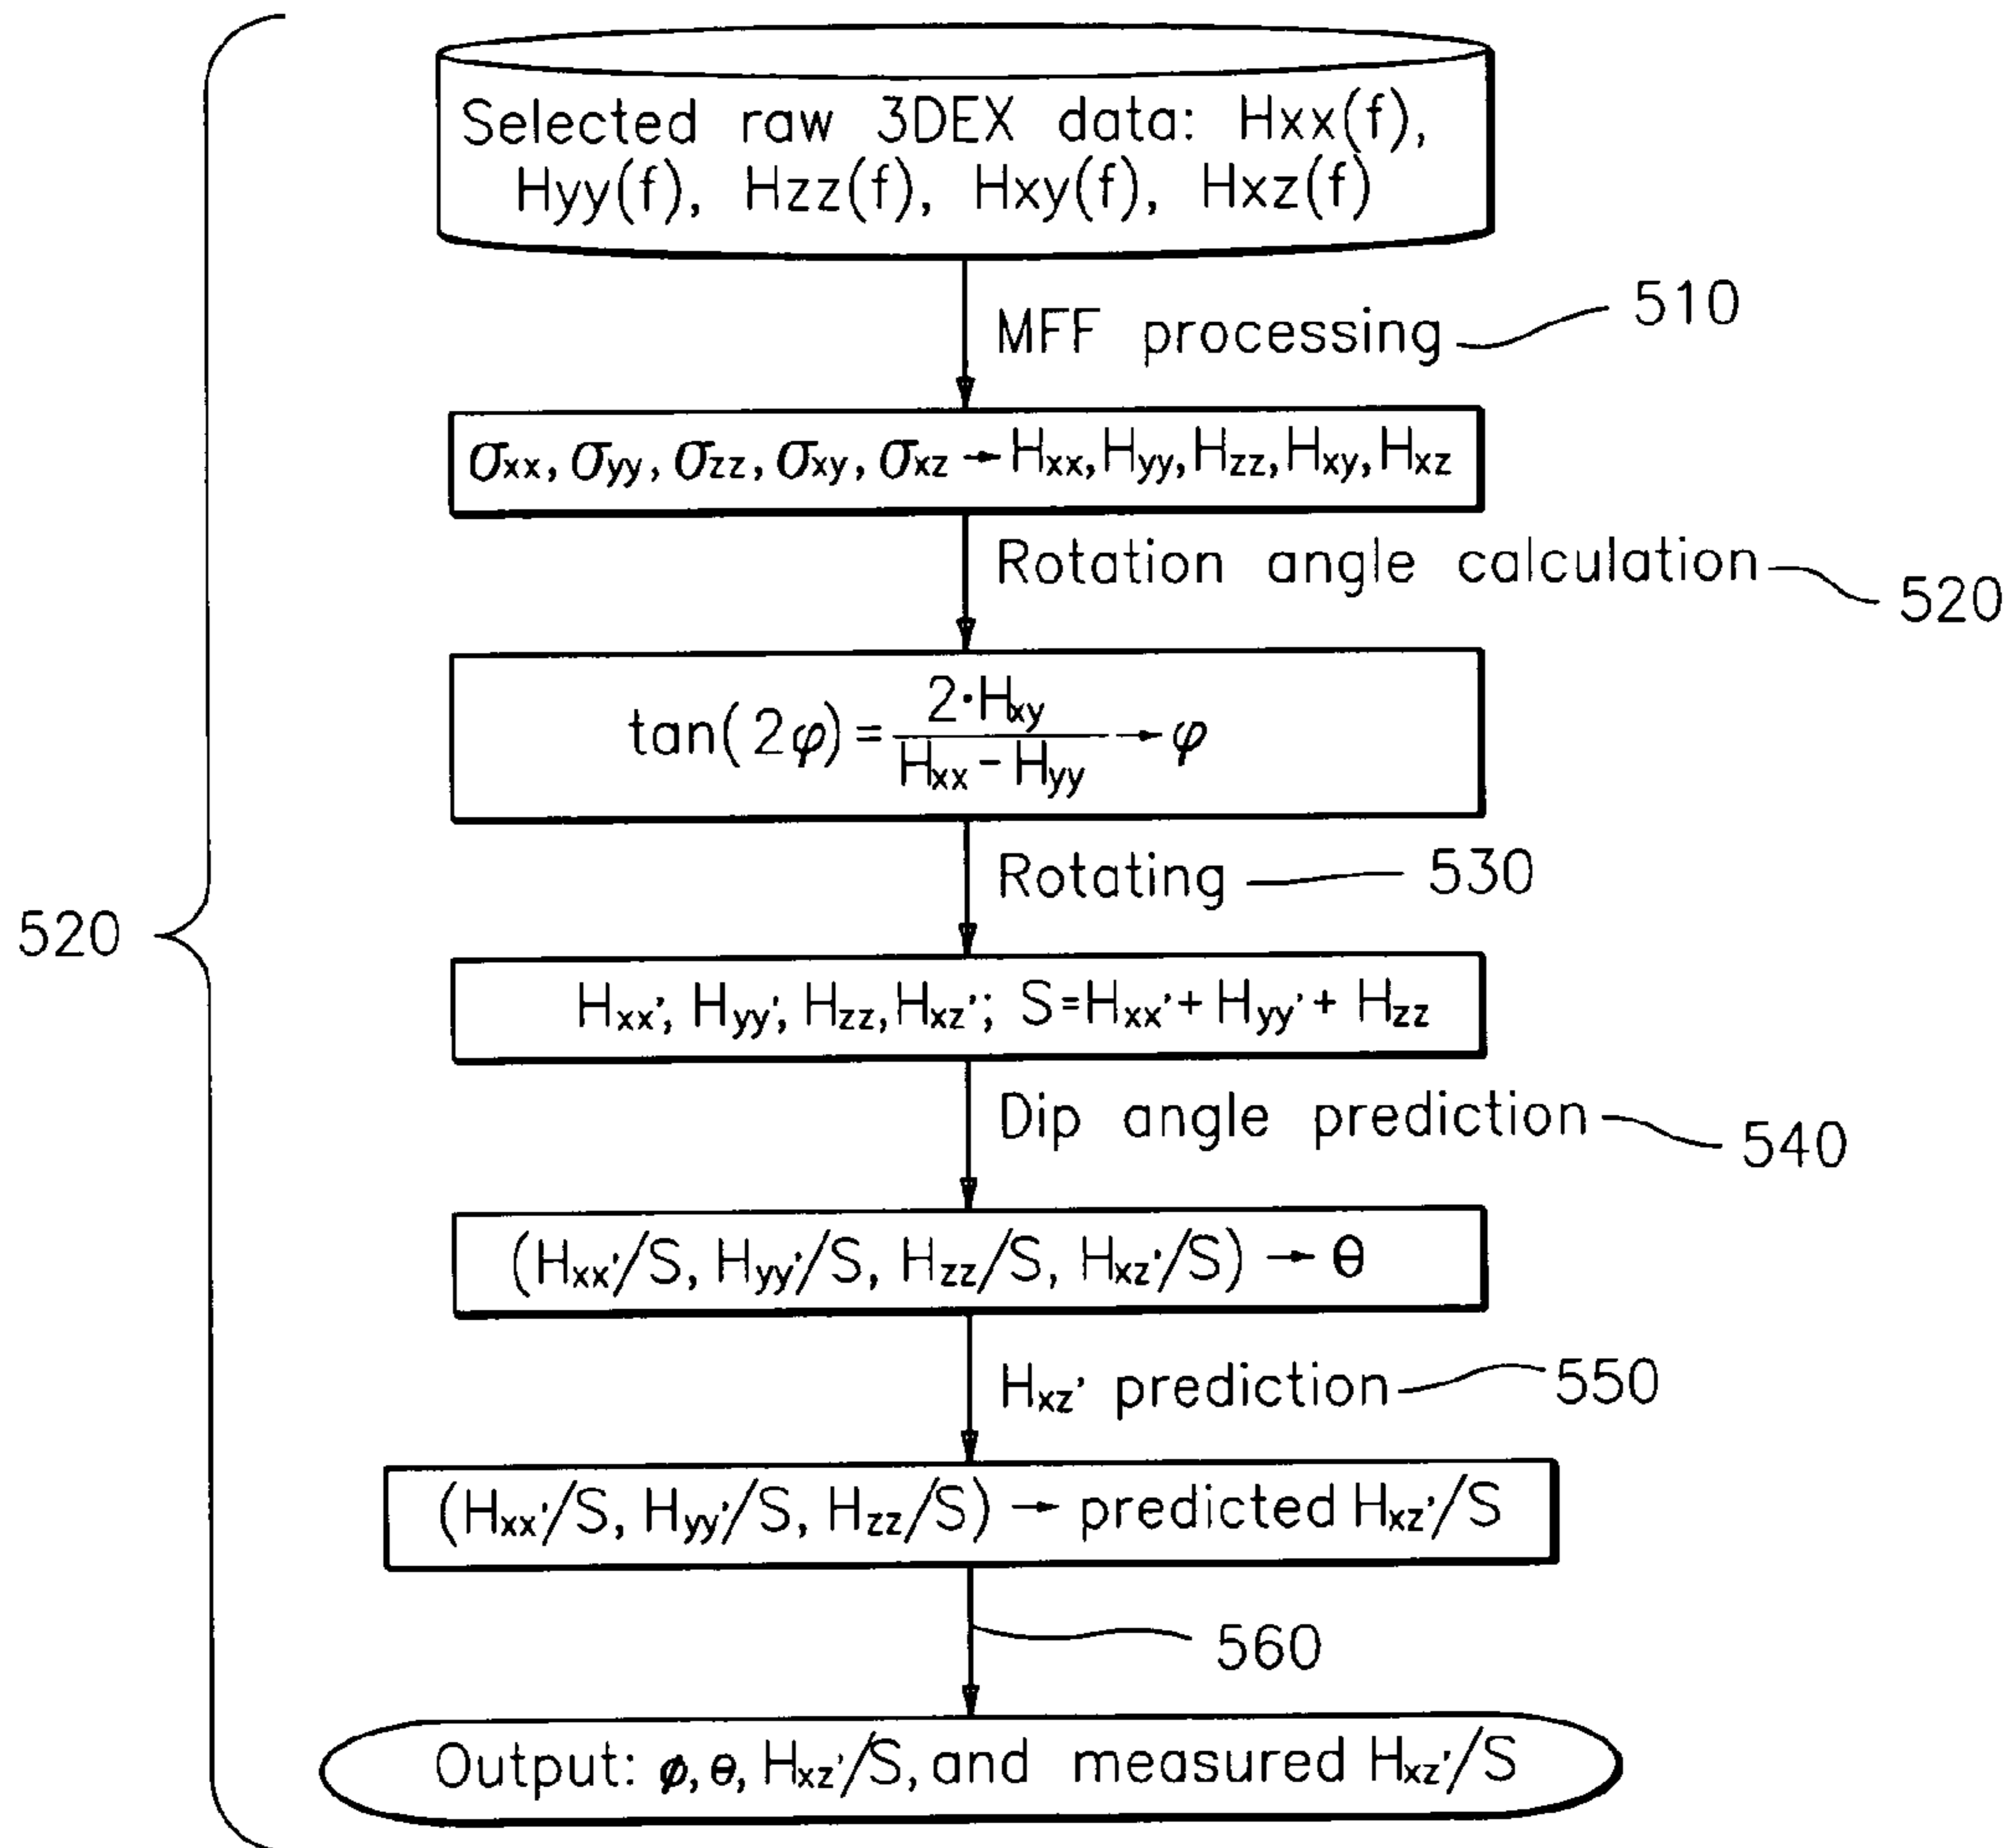 Selected raw 3DEX data: Hxx(f),
Hyy(f), Hzz(f), Hxy(f), Hxz(f)
MFF processing
510
σxx, σyy, σzz, σxy, σxz → Hxx, Hyy, Hzz, Hxy, Hxz
Rotation angle calculation
520
tan(2φ) = 2·Hxy / Hxx - Hyy → φ
Rotating
530
520
Hxx', Hyy', Hzz, Hxz'; S=Hxx'+ Hyy'+ Hzz
Dip angle prediction
540
(Hxx'/S, Hyy'/S, Hzz/S, Hxz'/S) → θ
Hxz' prediction
550
(Hxx'/S, Hyy'/S, Hzz/S) → predicted Hxz'/S
560
Output: ϕ, θ, Hxz'/S, and measured Hxz'/S